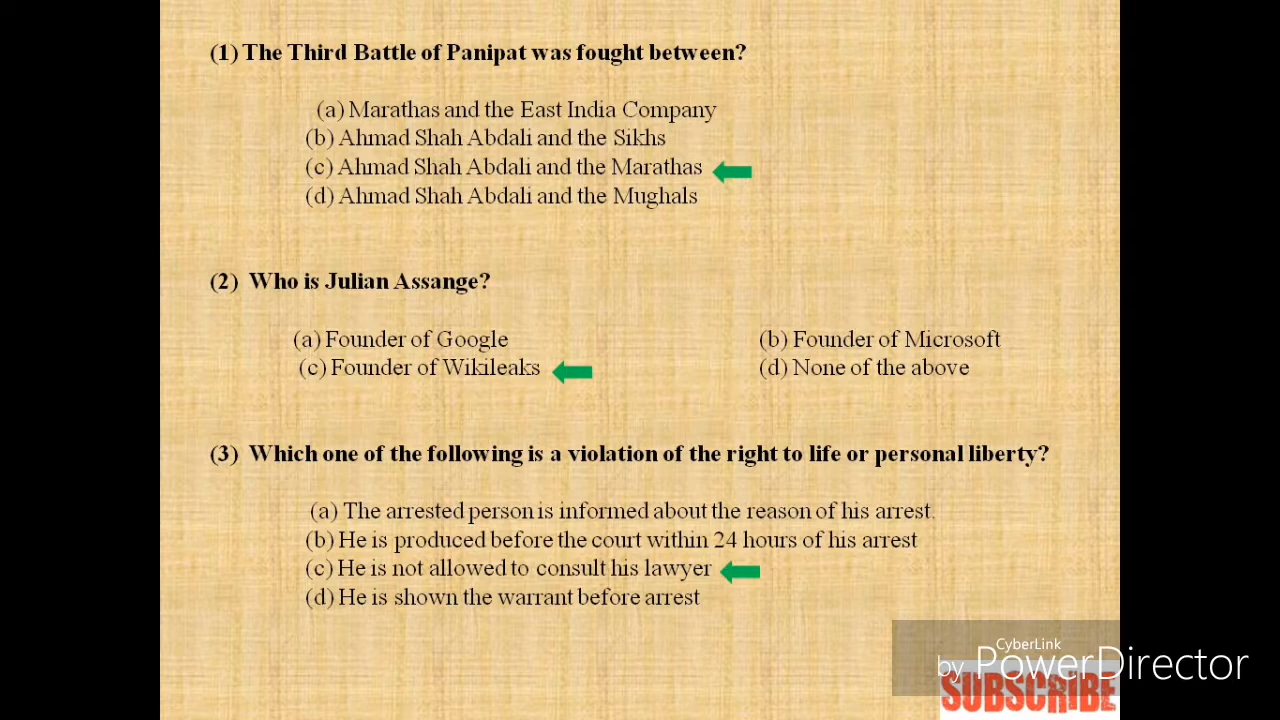 (1) The Third Battle of Panipat was fought between?
(a) Marathas and the East India Company
(b) Ahmad Shah Abdali and the Sikhs
(c) Ahmad Shah Abdali and the Marathas
(d) Ahmad Shah Abdali and the Mughals
(2) Who is Julian Assange?
(a) Founder of Google (b) Founder of Microsoft
(c) Founder of Wikileaks (d) None of the above
(3) Which one of the following is a violation of the right to life or personal liberty?
(a) The arrested person is informed about the reason of his arrest.
(b) He is produced before the court within 24 hours of his arrest
(c) He is not allowed to consult his lawyer
(d) He is shown the warrant before arrest
CyberLink
by PowerDirector
SUBSCRIBE